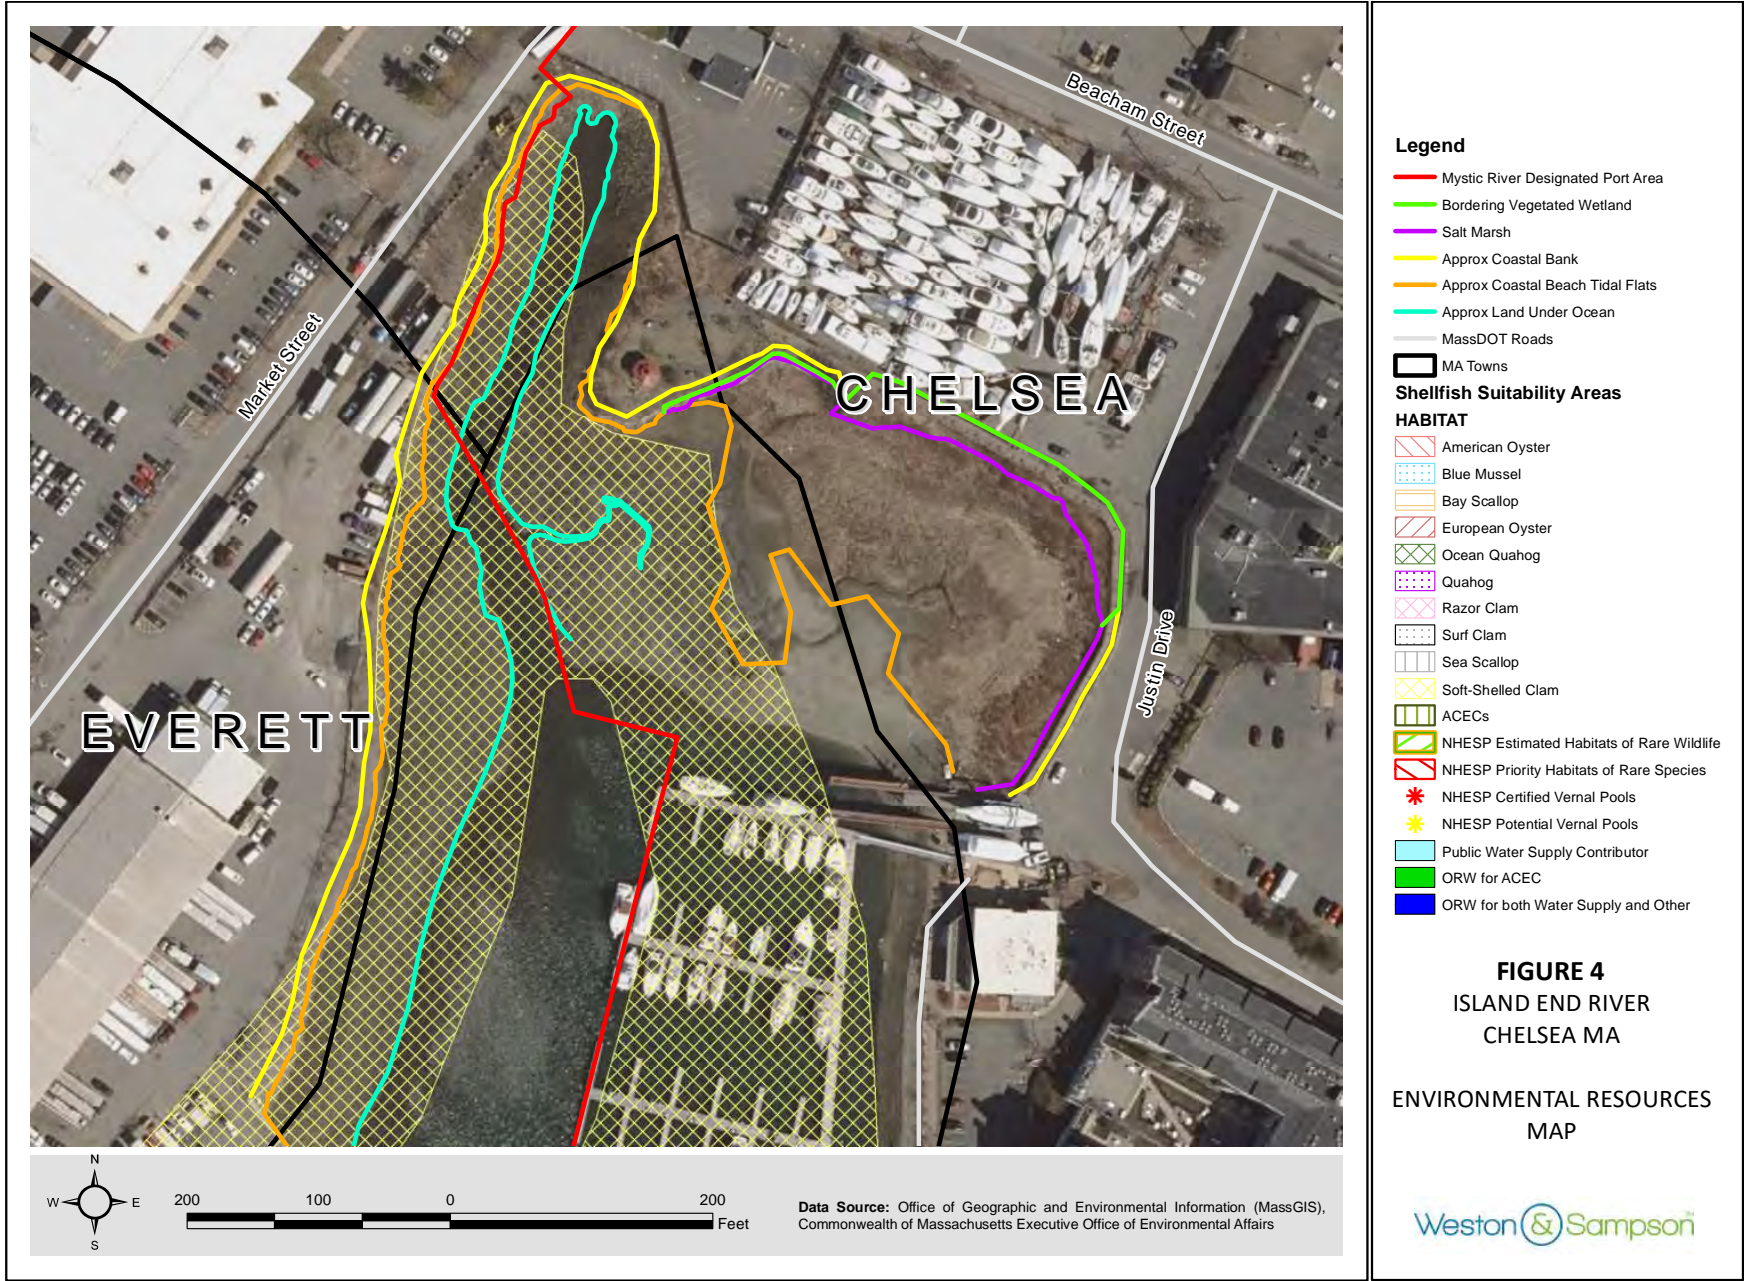 Beacham Street
Market Street
CHELSEA
Justin Drive
EVERETT
N
W
E
S
200
100
0
200
Feet
Data Source: Office of Geographic and Environmental Information (MassGIS),
Commonwealth of Massachusetts Executive Office of Environmental Affairs
Legend
Mystic River Designated Port Area
Bordering Vegetated Wetland
Salt Marsh
Approx Coastal Bank
Approx Coastal Beach Tidal Flats
Approx Land Under Ocean
MassDOT Roads
MA Towns
Shellfish Suitability Areas
HABITAT
American Oyster
Blue Mussel
Bay Scallop
European Oyster
Ocean Quahog
Quahog
Razor Clam
Surf Clam
Sea Scallop
Soft-Shelled Clam
ACECs
NHESP Estimated Habitats of Rare Wildlife
NHESP Priority Habitats of Rare Species
NHESP Certified Vernal Pools
NHESP Potential Vernal Pools
Public Water Supply Contributor
ORW for ACEC
ORW for both Water Supply and Other
FIGURE 4
ISLAND END RIVER
CHELSEA MA
ENVIRONMENTAL RESOURCES
MAP
Weston & Sampson